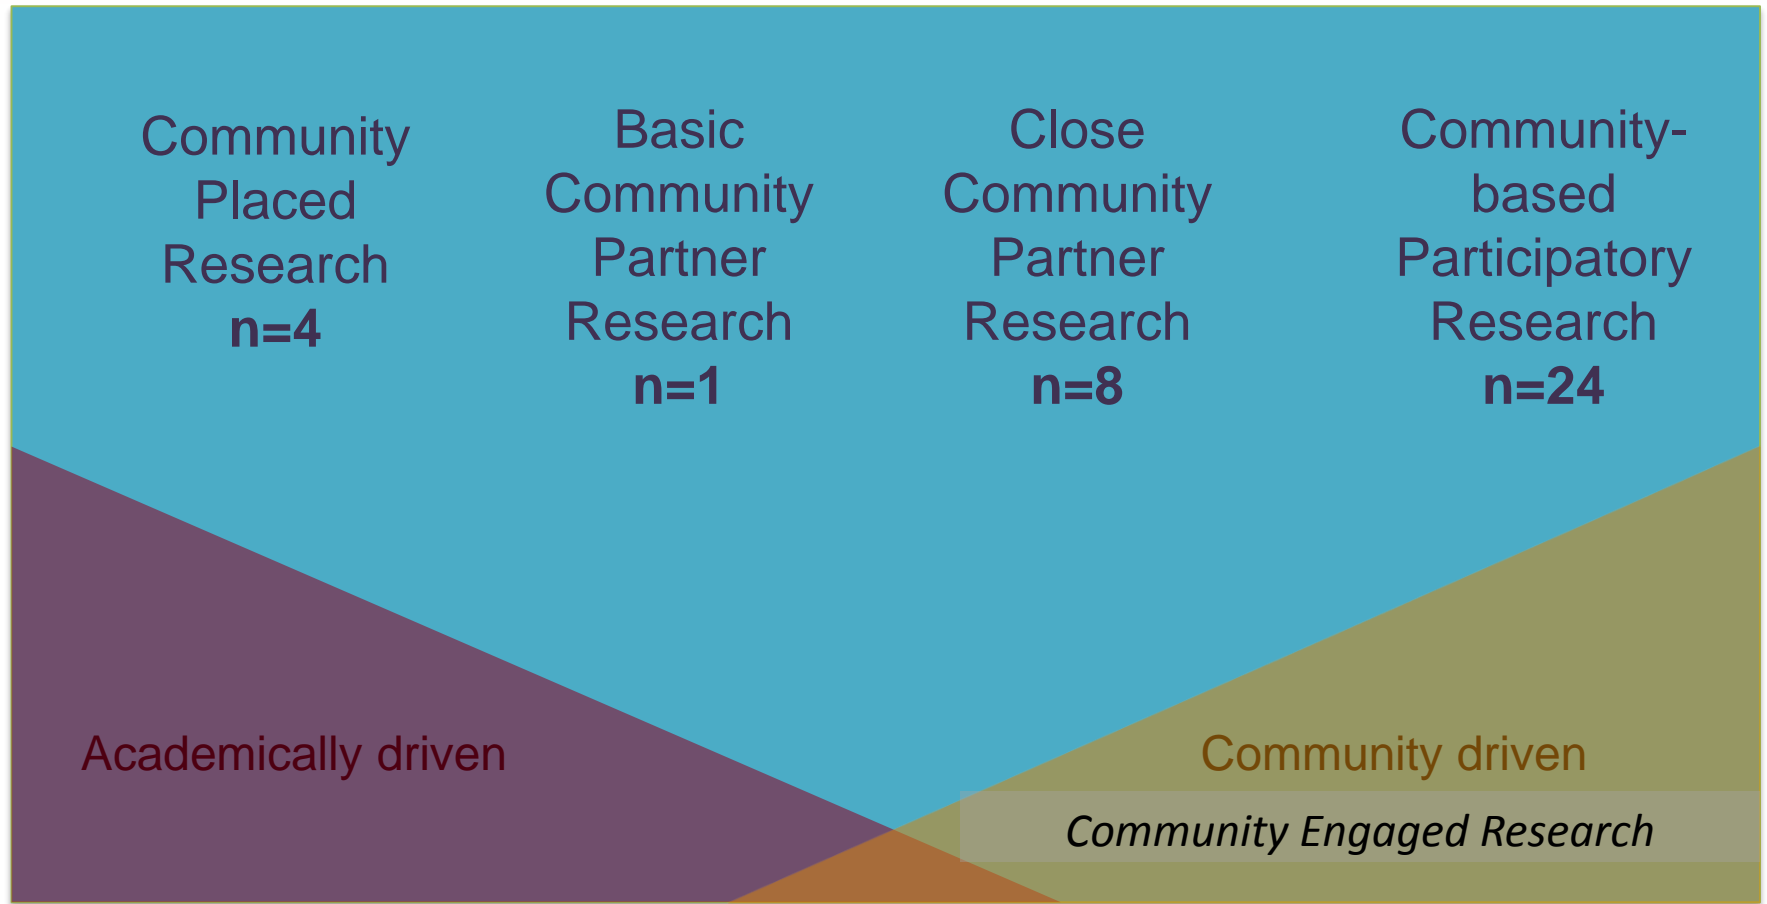 Community
Placed
Research
n=4
Basic
Community
Partner
Research
n=1
Close
Community
Partner
Research
n=8
Community-
based
Participatory
Research
n=24
Academically driven
Community driven
Community Engaged Research